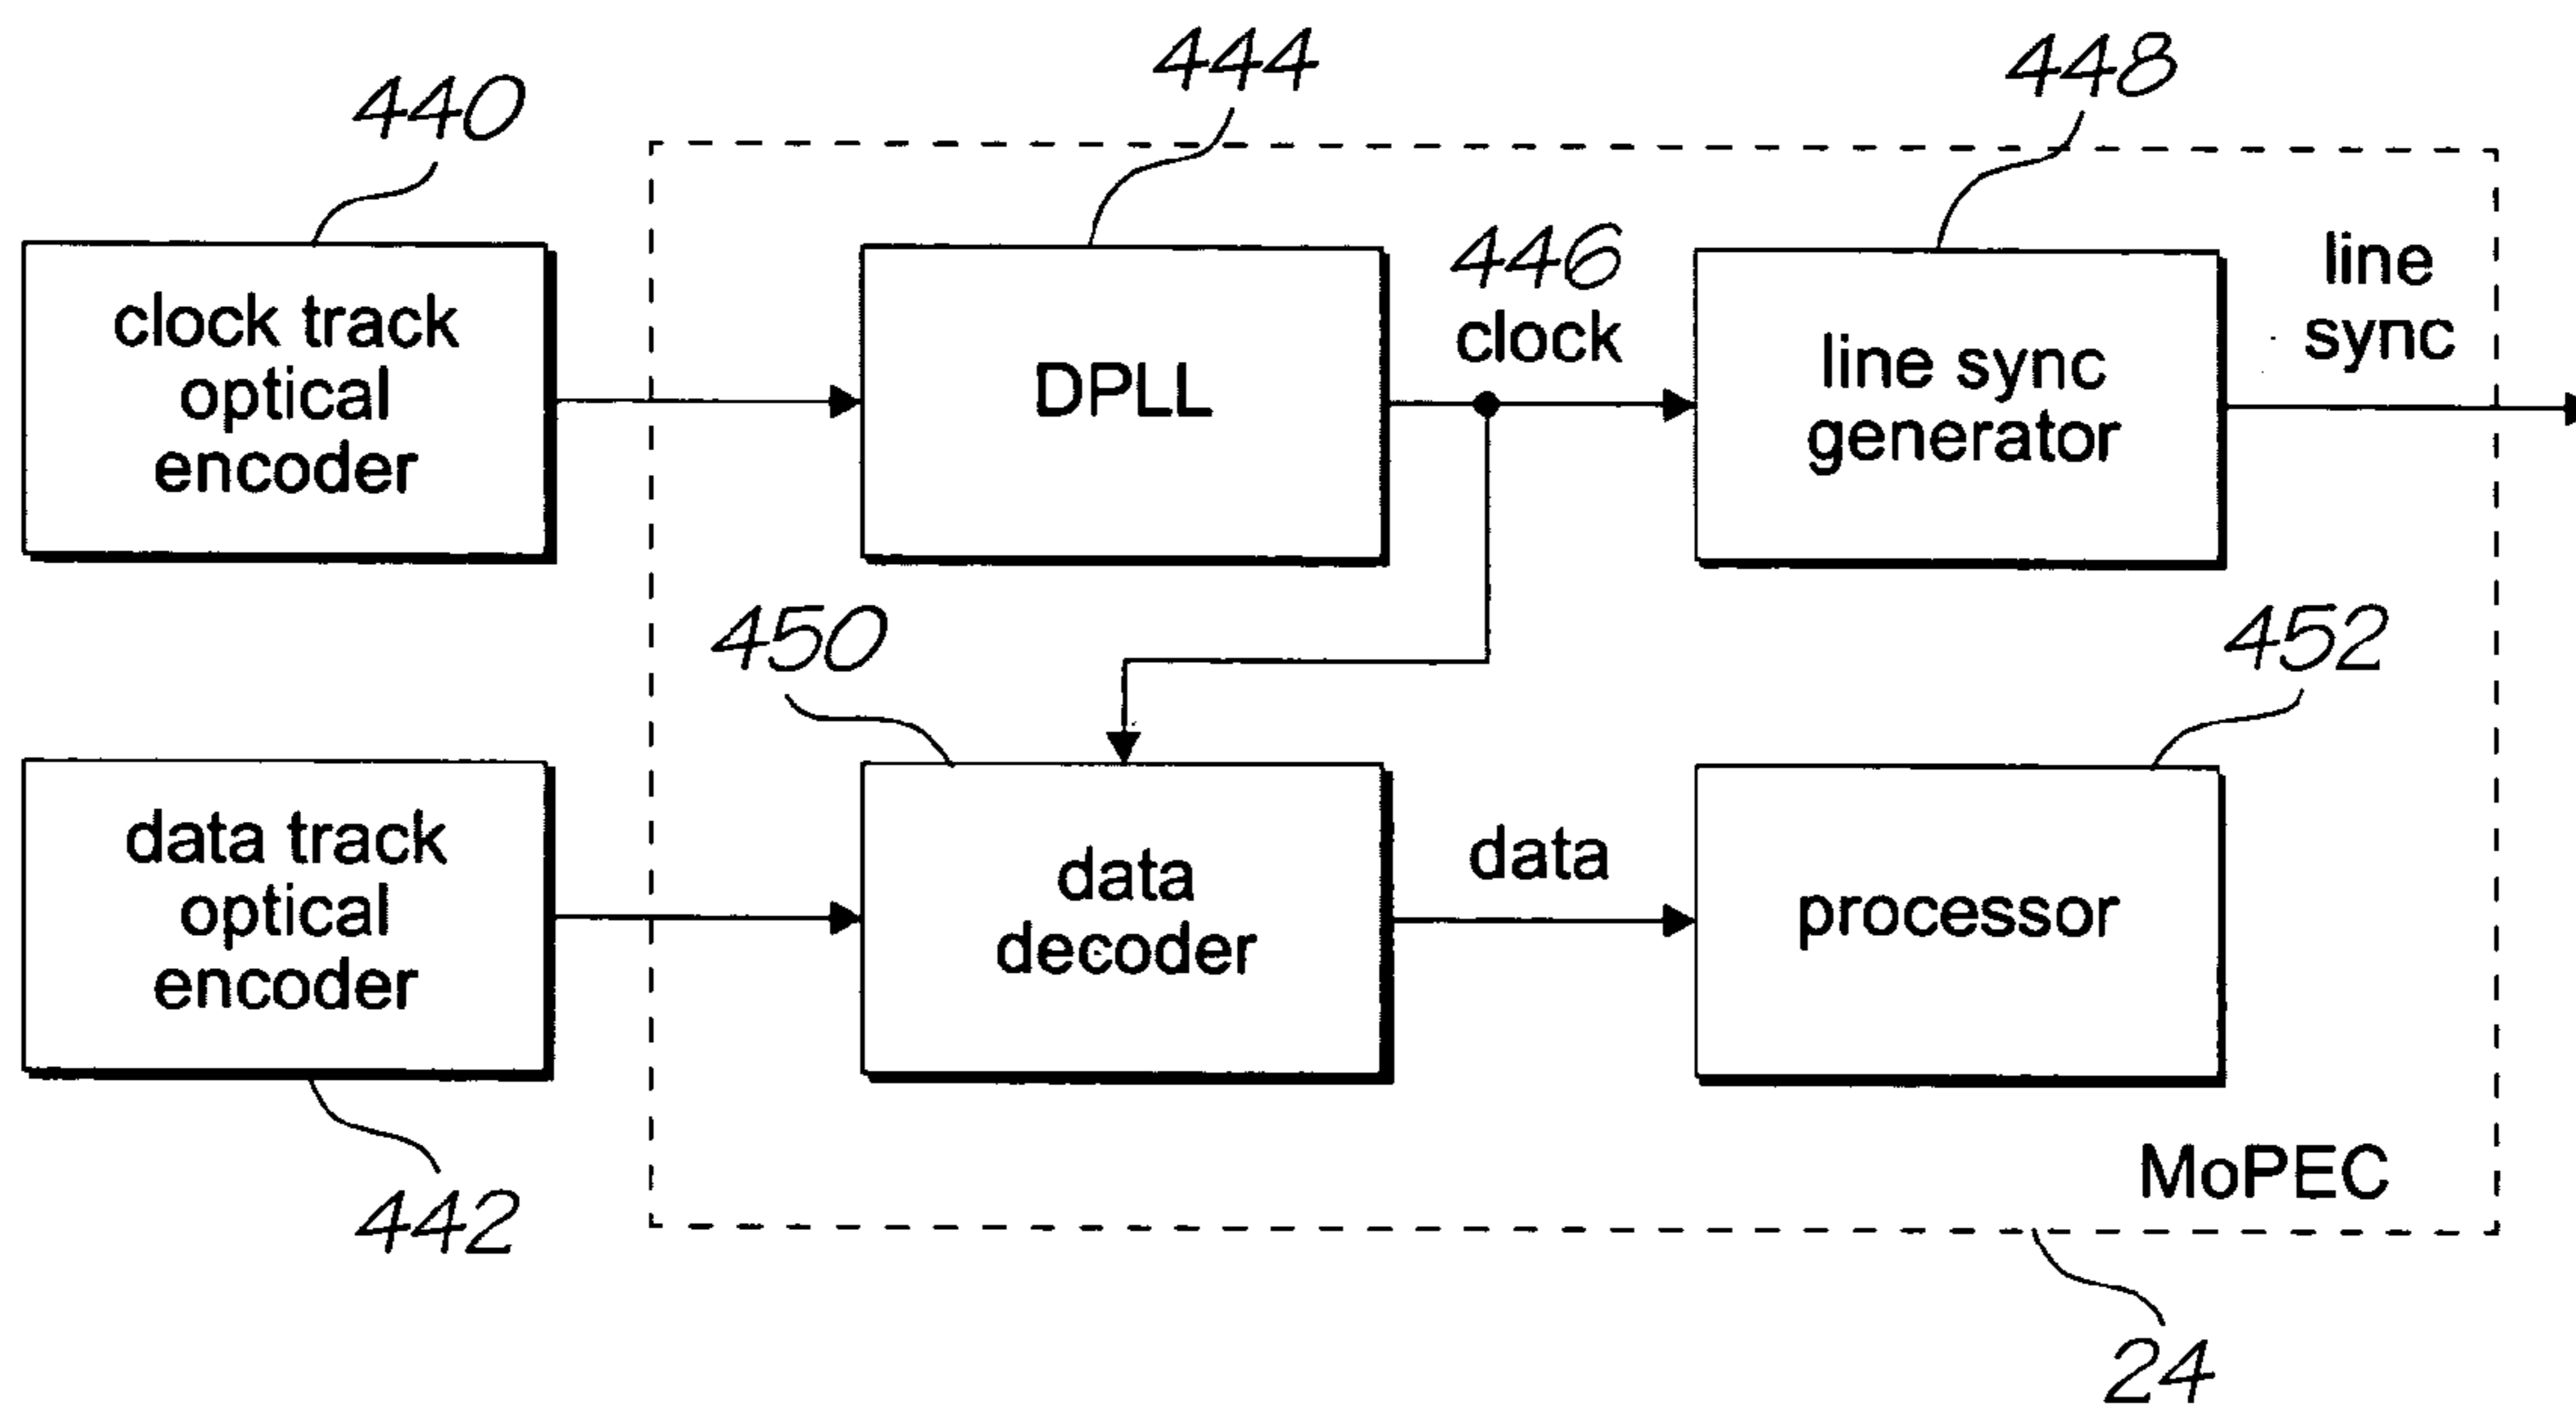 440
444
448
clock track
optical
encoder
DPLL
446
clock
line sync
generator
line
sync
450
452
data track
optical
encoder
data
decoder
data
processor
442
MoPEC
24